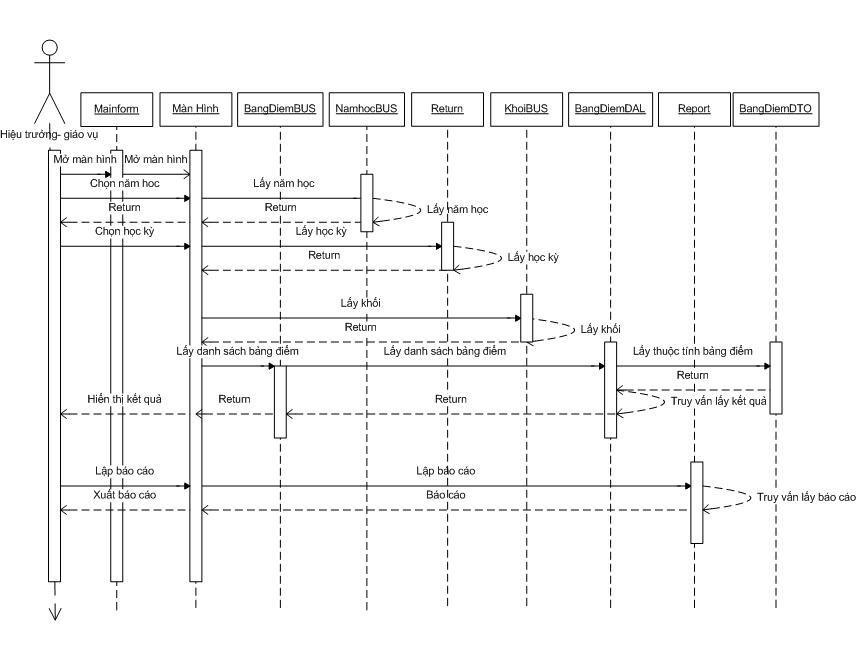 Mainform
Màn Hình
BangDiemBUS
NamhocBUS
Return
KhoiBUS
BangDiemDAL
Report
BangDiemDTO
Hiệu trưởng- giáo vụ
Mở màn hình
Mở màn hình
Chọn năm hoc
Lấy năm học
Return
Return
Lấy năm học
Chọn học kỳ
Lấy học kỳ
Return
Lấy học kỳ
Lấy khối
Return
Lấy khối
Lấy danh sách bảng điểm
Lấy danh sách bảng điểm
Lấy thuộc tính bảng điểm
Return
Hiển thị kết quả
Return
Return
Truy vấn lấy kết quả
Lập báo cáo
Lập báo cáo
Xuất báo cáo
Báo cáo
Truy vấn lấy báo cáo